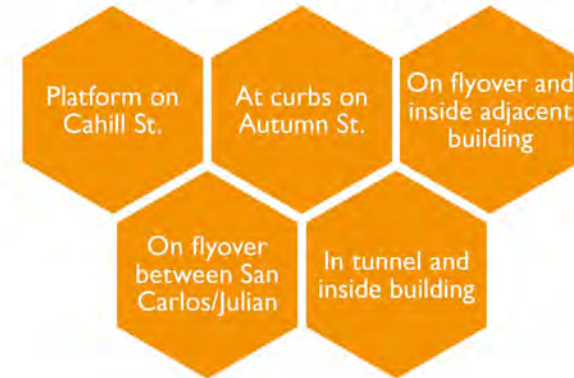 Platform on
Cahill St.
At curbs on
Autumn St.
On flyover and
inside adjacent
building
On flyover
between San
Carlos/Julian
In tunnel and
inside building